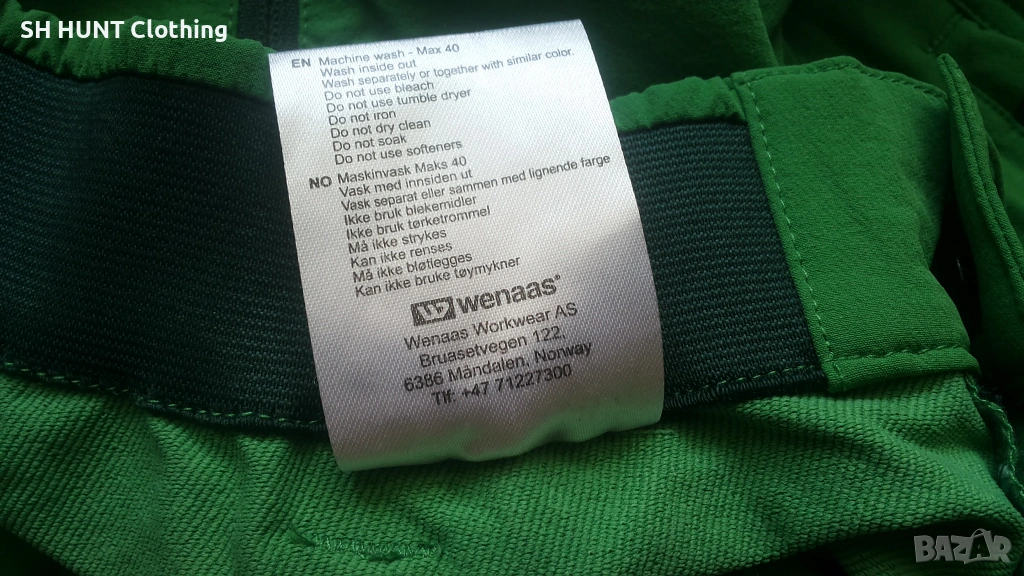 SH HUNT Clothing
EN Machine wash - Max 40
Wash inside out
Wash separately or together with similar color.
Do not use bleach
Do not use tumble dryer
Do not iron
Do not dry clean
Do not soak
Do not use softeners
NO Maskinvask Maks 40
Vask med innsiden ut
Vask separat eller sammen med lignende farge
Ikke bruk blekemidler
Ikke bruk tørketrommel
Må ikke strykes
Kan ikke renses
Må ikke bløtlegges
Kan ikke bruke tøymykner
wenaas®
Wenaas Workwear AS
Bruasetvegen 122,
6386 Måndalen, Norway
Tlf: +47 71227300
BAZAR